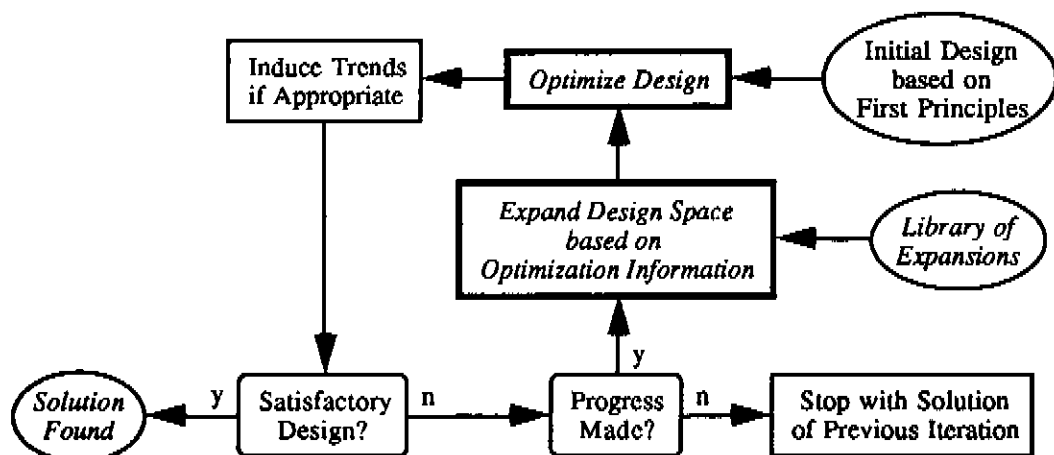 Induce Trends
if Appropriate
Optimize Design
Initial Design
based on
First Principles
Expand Design Space
based on
Optimization Information
Library of
Expansions
y
Solution
Found
y
Satisfactory
Design?
n
Progress
Made?
n
Stop with Solution
of Previous Iteration